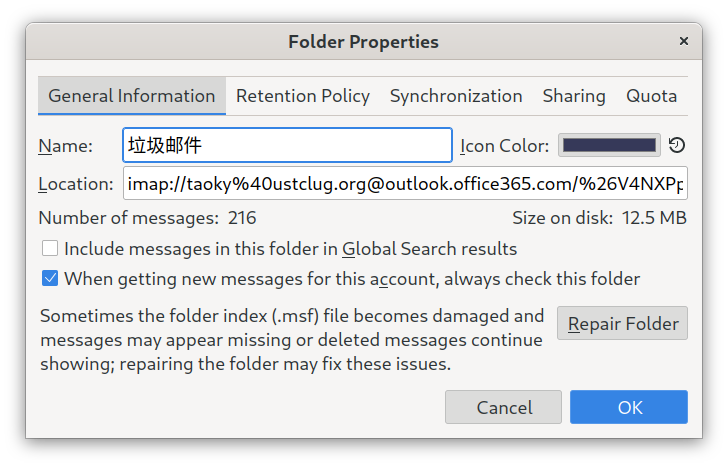 Folder Properties
General Information Retention Policy Synchronization Sharing Quota
Name: 垃圾邮件 Icon Color:
Location: imap://taoky%40ustclug.org@outlook.office365.com/%26V4NXPp
Number of messages: 216 Size on disk: 12.5 MB
Include messages in this folder in Global Search results
When getting new messages for this account, always check this folder
Sometimes the folder index (.msf) file becomes damaged and
messages may appear missing or deleted messages continue
showing; repairing the folder may fix these issues.
Repair Folder
Cancel OK